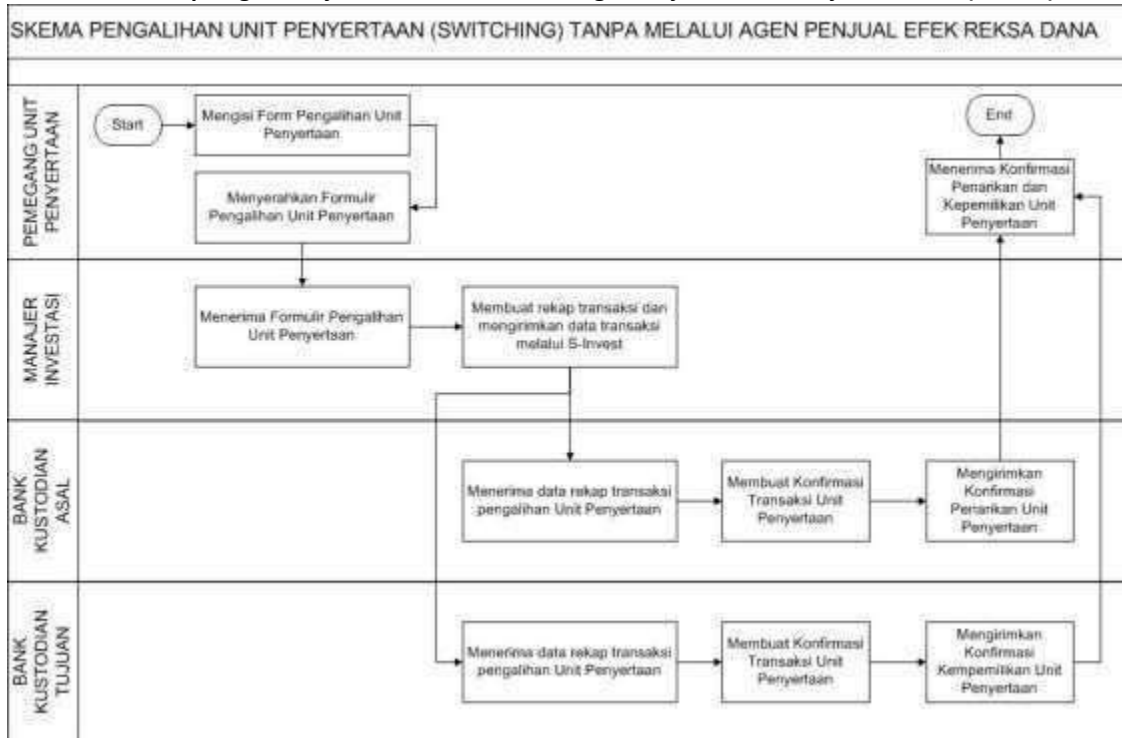 SKEMA PENGALIHAN UNIT PENYERTAAN (SWITCHING) TANPA MELALUI AGEN PENJUAL EFEK REKSA DANA
PEMEGANG UNIT
PENYERTAAN
Start
Mengisi Form Pengalihan Unit
Penyertaan
Menyerahkan Formulir
Pengalihan Unit Penyertaan
End
Menerima Konfirmasi
Penarikan dan
Kepemilikan Unit
Penyertaan
MANAJER
INVESTASI
Menerima Formulir Pengalihan
Unit Penyertaan
Membuat rekap transaksi dan
mengirimkan data transaksi
melalui S-Invest
BANK
KUSTODIAN
ASAL
Menerima data rekap transaksi
pengalihan Unit Penyertaan
Membuat Konfirmasi
Transaksi Unit
Penyertaan
Mengirimkan
Konfirmasi
Penarikan Unit
Penyertaan
BANK
KUSTODIAN
TUJUAN
Menerima data rekap transaksi
pengalihan Unit Penyertaan
Membuat Konfirmasi
Transaksi Unit
Penyertaan
Mengirimkan
Konfirmasi
Kempemilikan Unit
Penyertaan